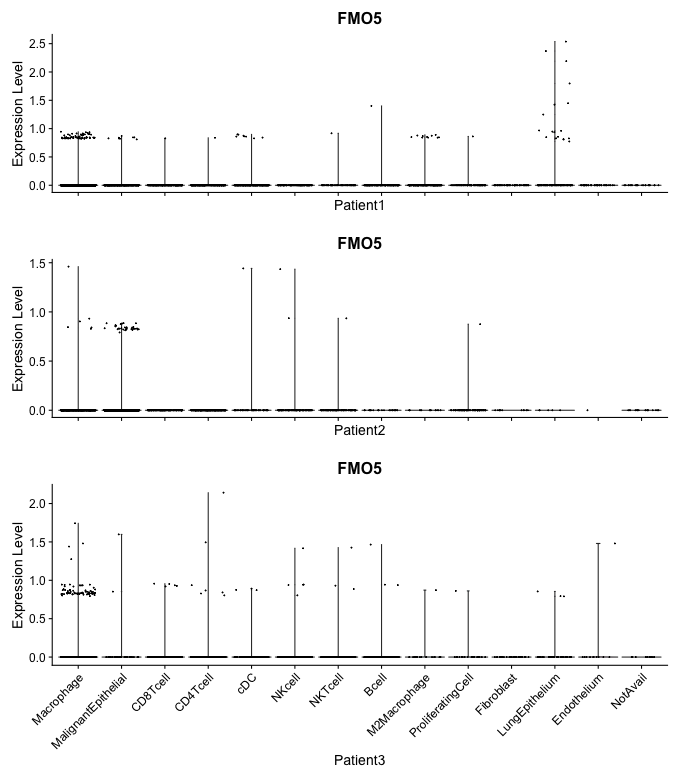 FMO5
Expression Level
2.5
2.0
1.5
1.0
0.5
0.0
Patient1
FMO5
Expression Level
1.5
1.0
0.5
0.0
Patient2
FMO5
Expression Level
2.0
1.5
1.0
0.5
0.0
Macrophage
MalignantEpithelial
CD8Tcell
CD4Tcell
cDC
NKcell
NKTcell
Bcell
M2Macrophage
ProliferatingCell
Fibroblast
LungEpithelium
Endothelium
NotAvail
Patient3